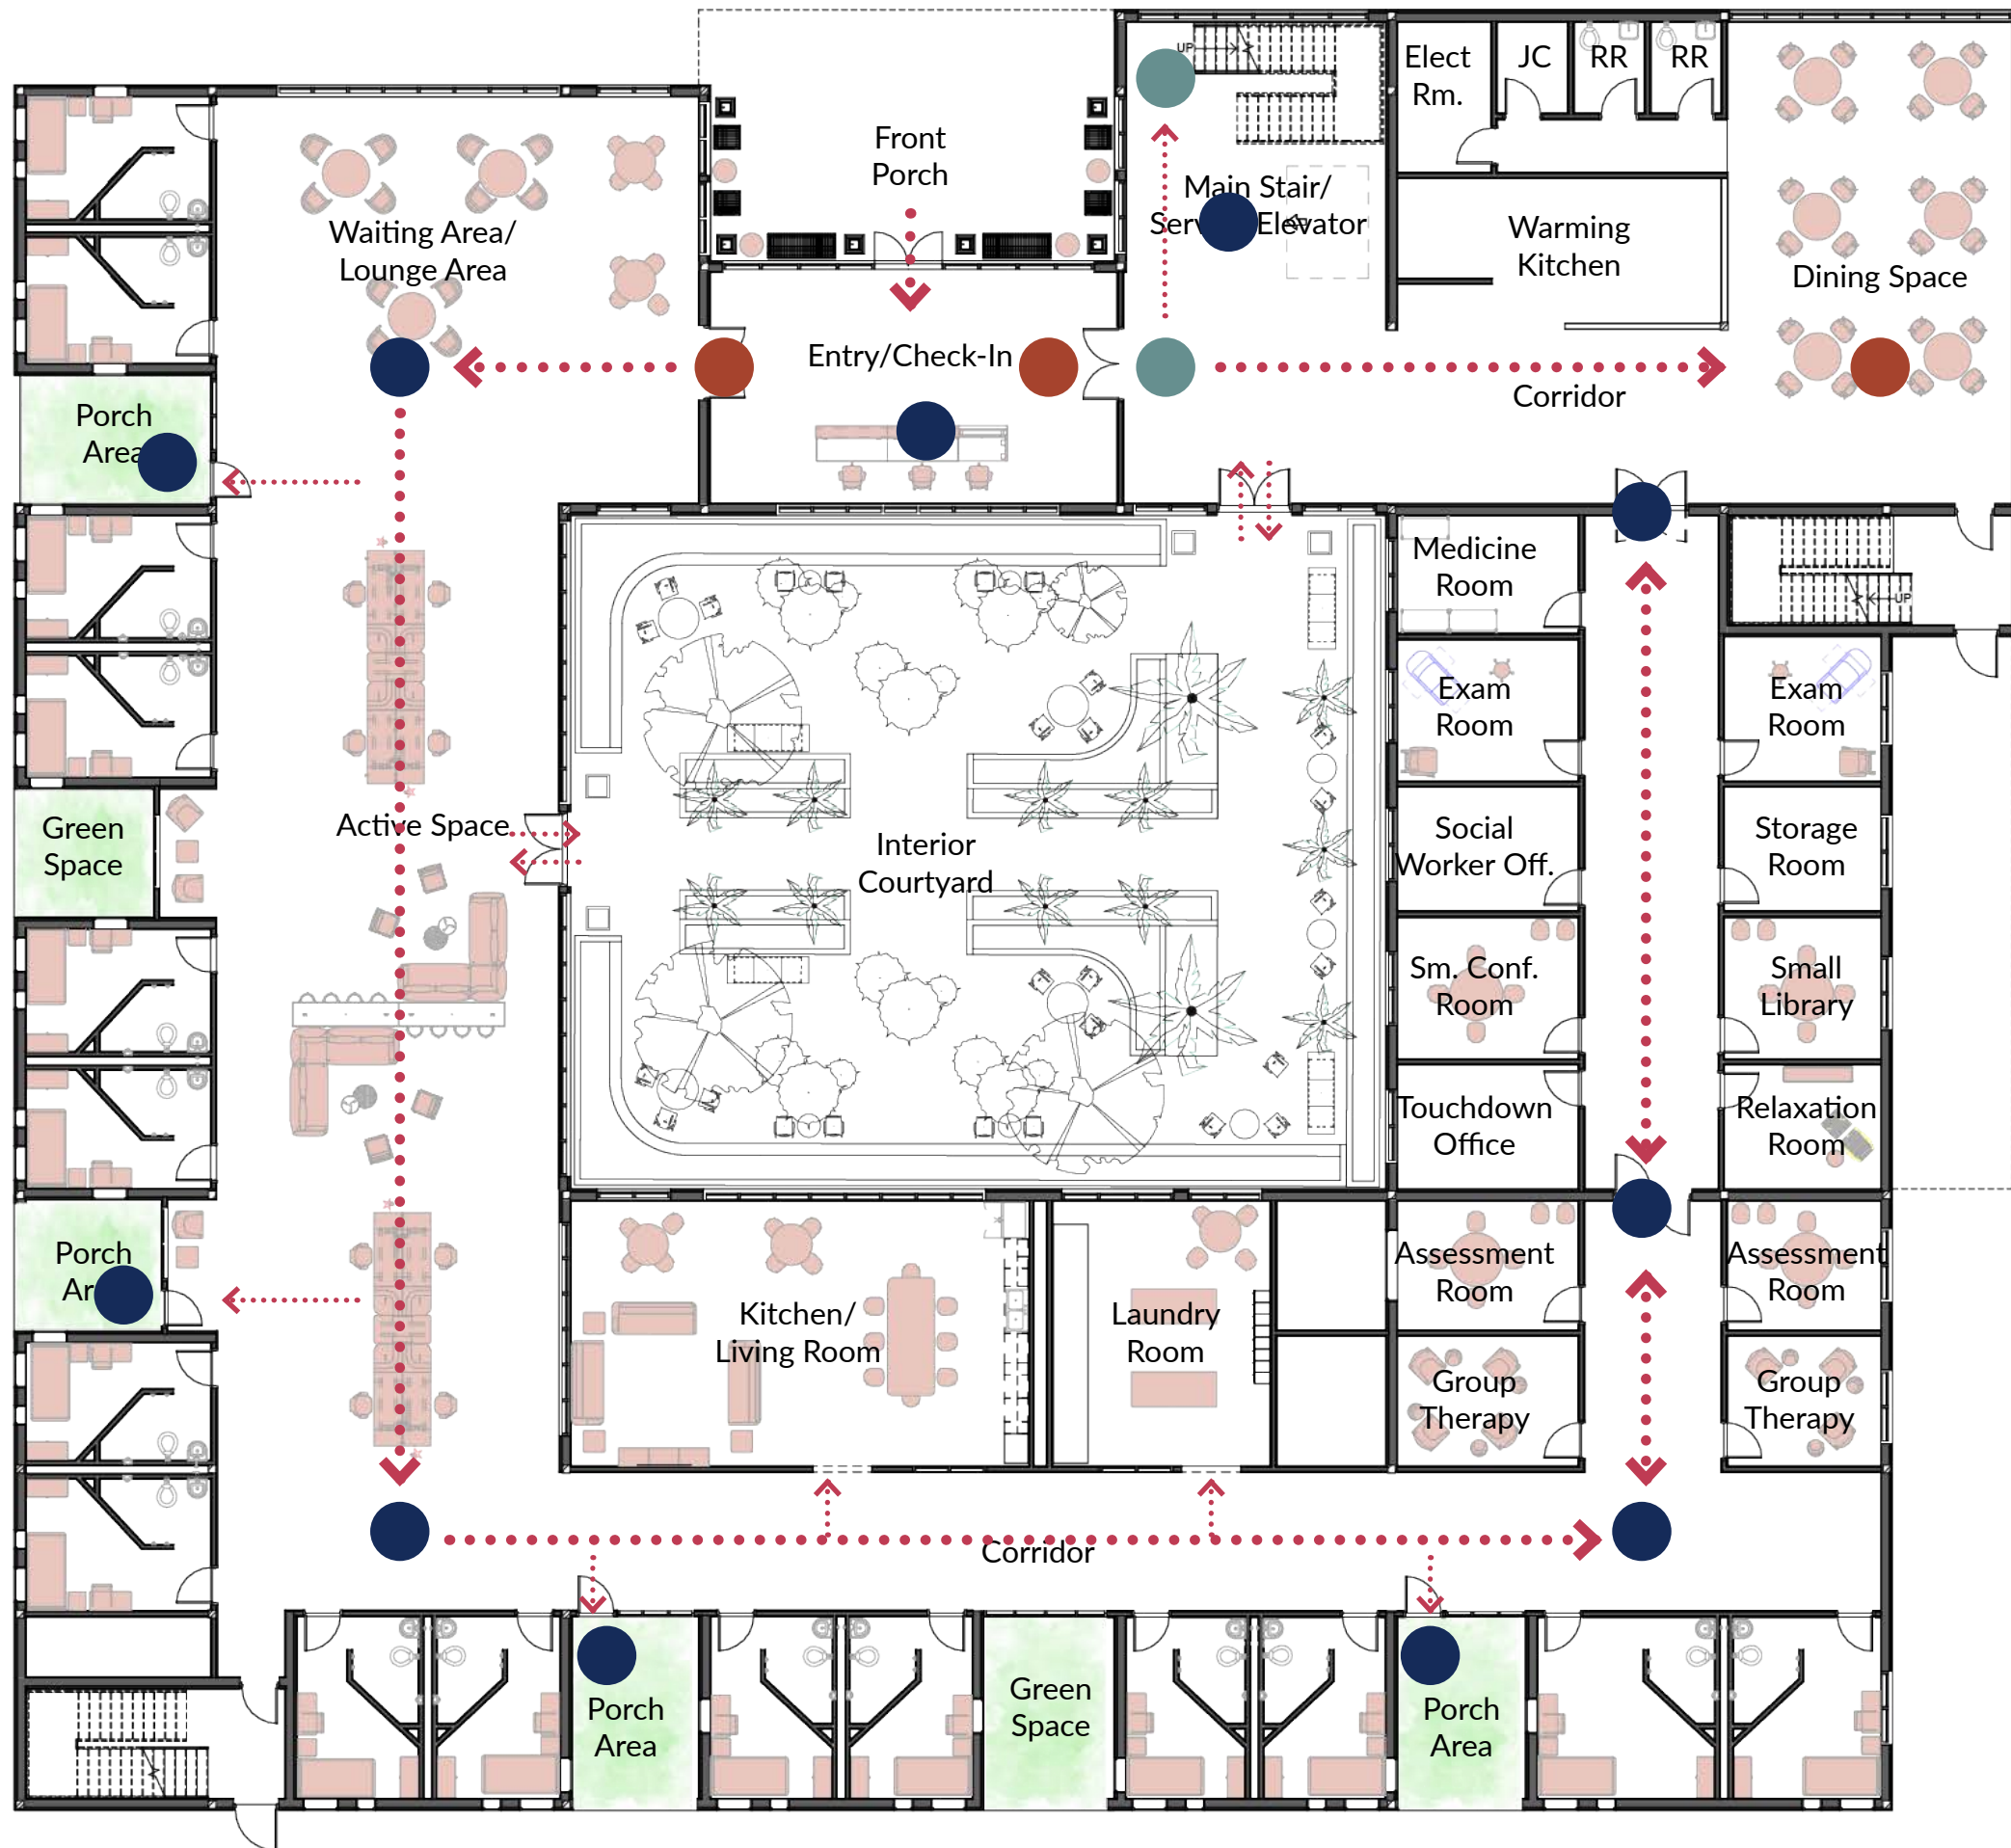 UP
Elect
Rm.
JC
RR
RR
Front
Porch
Main Stair/
Elevator
Waiting Area/
Lounge Area
Warming
Kitchen
Dining Space
Entry/Check-In
Corridor
Porch
Area
Medicine
Room
UP
Exam
Room
Exam
Room
Active Space
Green
Space
Interior
Courtyard
Social
Worker Off.
Storage
Room
Sm. Conf.
Room
Small
Library
Touchdown
Office
Relaxation
Room
Porch
Assessment
Room
Assessment
Room
Kitchen/
Living Room
Laundry
Room
Group
Therapy
Group
Therapy
Corridor
Porch
Area
Green
Space
Porch
Area